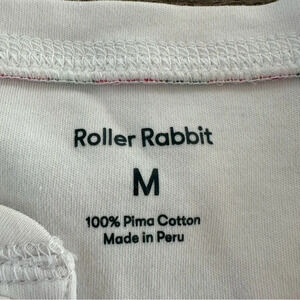 Roller Rabbit
M
100% Pima Cotton
Made in Peru